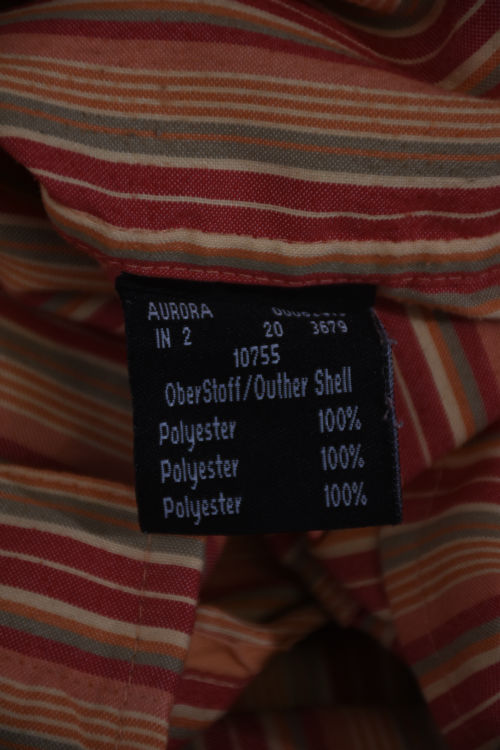 AURORA
IN 2 20 3679
10755
OberStoff/Outher Shell
Polyester 100%
Polyester 100%
Polyester 100%